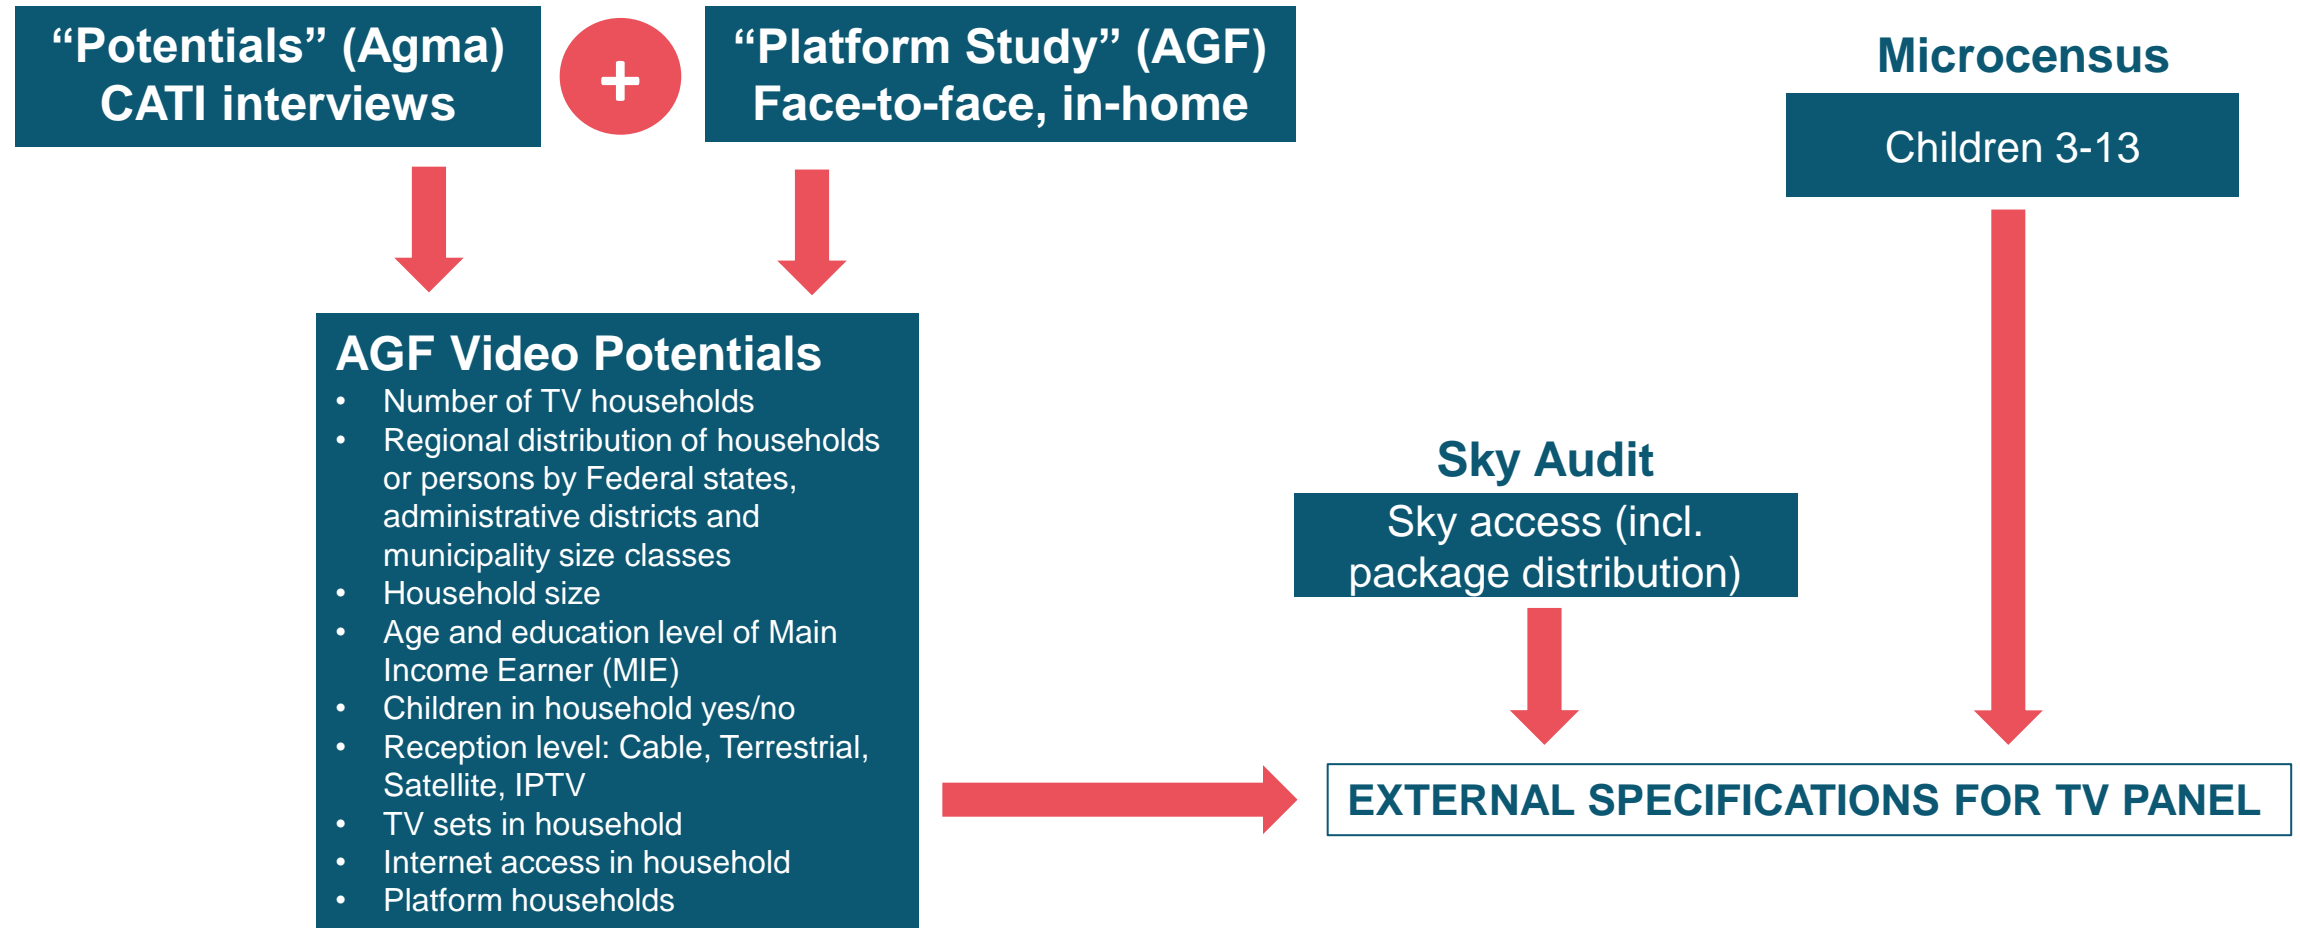 “Potentials” (Agma)
CATI interviews
+
“Platform Study” (AGF)
Face-to-face, in-home
Microcensus
Children 3-13
AGF Video Potentials
• Number of TV households
• Regional distribution of households
or persons by Federal states,
administrative districts and
municipality size classes
• Household size
• Age and education level of Main
Income Earner (MIE)
• Children in household yes/no
• Reception level: Cable, Terrestrial,
Satellite, IPTV
• TV sets in household
• Internet access in household
• Platform households
Sky Audit
Sky access (incl.
package distribution)
EXTERNAL SPECIFICATIONS FOR TV PANEL